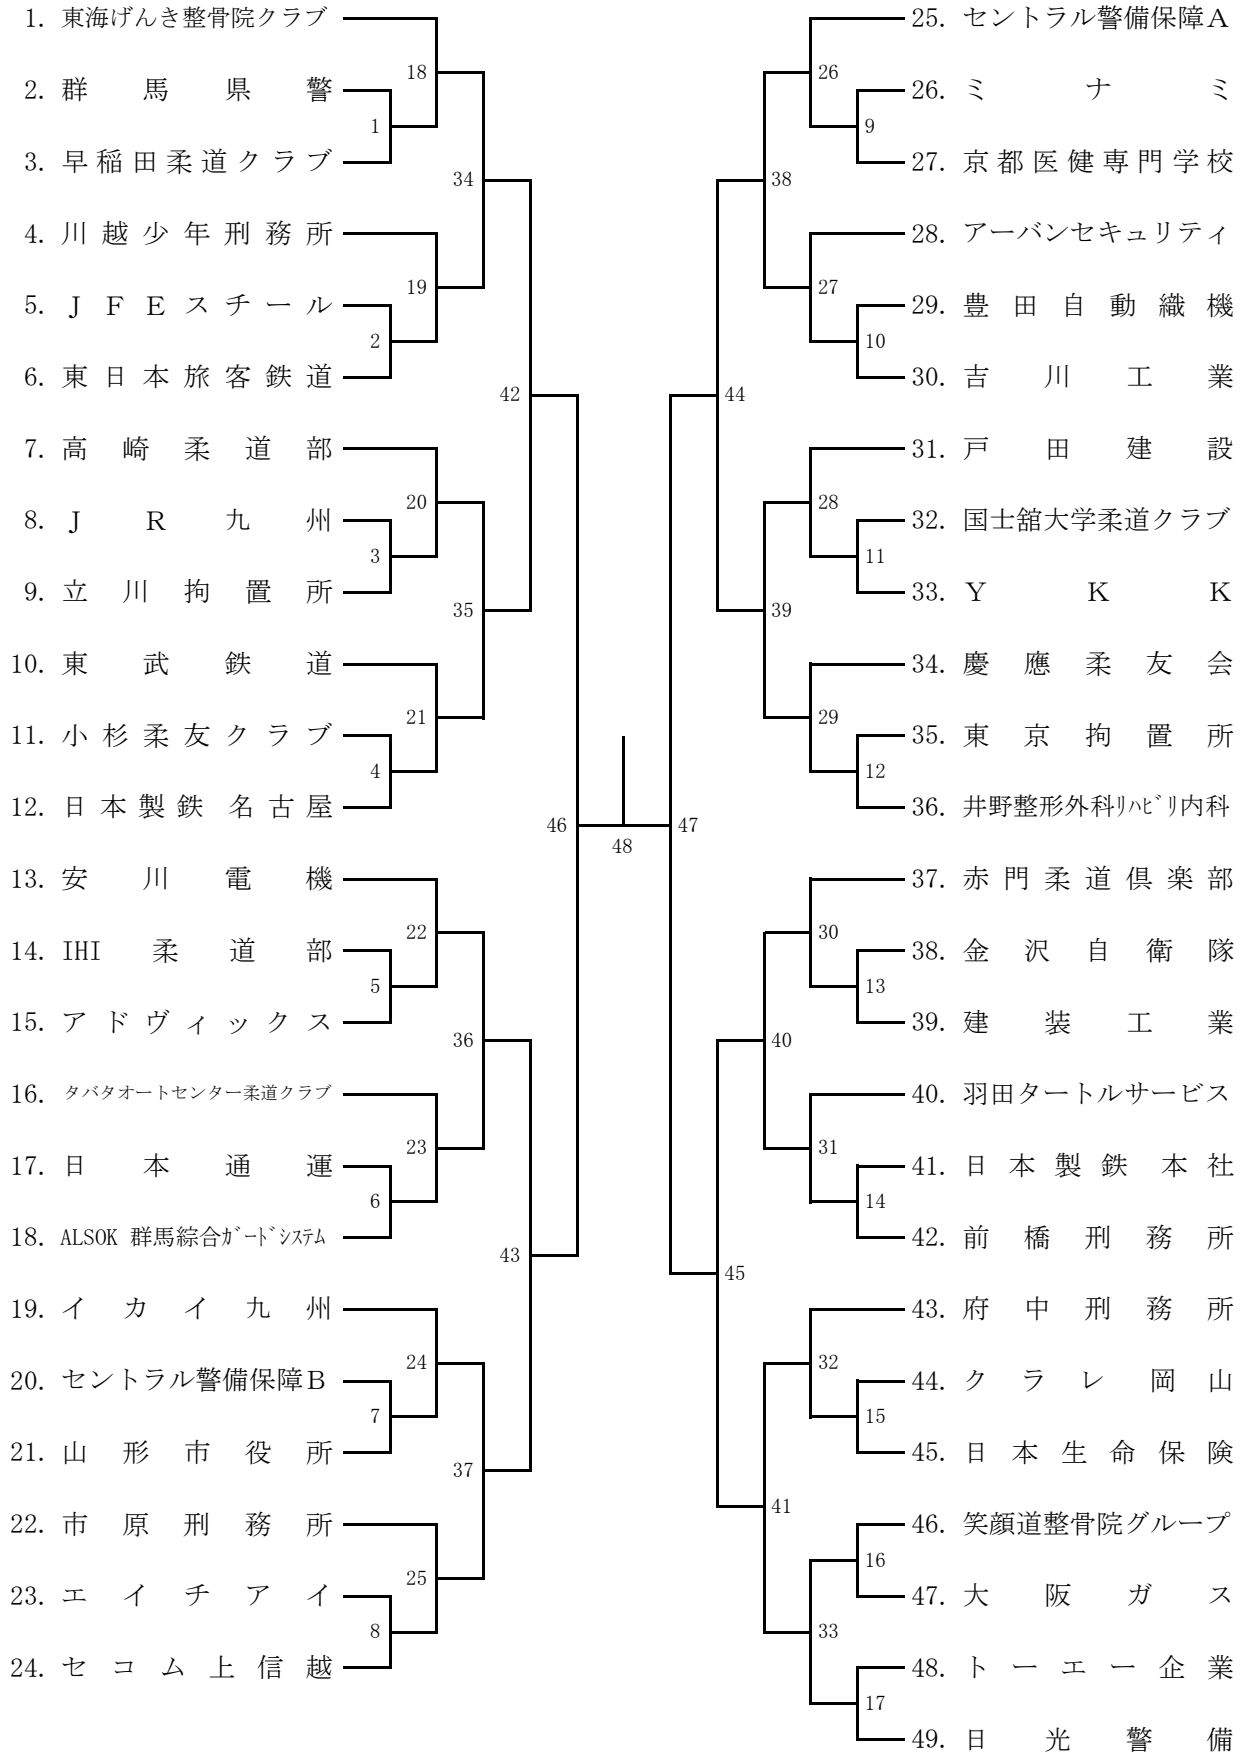 1. 東海げんき整骨院クラブ
2. 群馬県警
3. 早稲田柔道クラブ
4. 川越少年刑務所
5. JFEスチール
6. 東日本旅客鉄道
7. 高崎柔道部
8. JR九州
9. 立川拘置所
10. 東武鉄道
11. 小杉柔友クラブ
12. 日本製鉄 名古屋
13. 安川電機
14. IHI 柔道部
15. アドヴィックス
16. タバタオートセンター柔道クラブ
17. 日本通運
18. ALSOK 群馬綜合ガードシステム
19. イカイ九州
20. セントラル警備保障B
21. 山形市役所
22. 市原刑務所
23. エイチアイ
24. セコム上信越
1
2
3
4
5
6
7
8
18
19
20
21
22
23
24
25
34
35
36
37
42
43
46
48
47
44
45
38
39
40
41
26
27
28
29
30
31
32
33
9
10
11
12
13
14
15
16
17
25. セントラル警備保障A
26. ミナミ
27. 京都医健専門学校
28. アーバンセキュリティ
29. 豊田自動織機
30. 吉川工業
31. 戸田建設
32. 国士舘大学柔道クラブ
33. YKK
34. 慶應柔友会
35. 東京拘置所
36. 井野整形外科リハビリ内科
37. 赤門柔道倶楽部
38. 金沢自衛隊
39. 建装工業
40. 羽田タートルサービス
41. 日本製鉄 本社
42. 前橋刑務所
43. 府中刑務所
44. クラレ岡山
45. 日本生命保険
46. 笑顔道整骨院グループ
47. 大阪ガス
48. トーエー企業
49. 日光警備